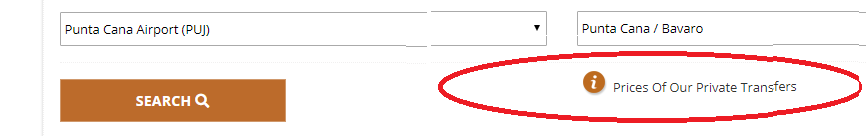 Punta Cana Airport (PUJ)
Punta Cana / Bavaro
SEARCH
Prices Of Our Private Transfers